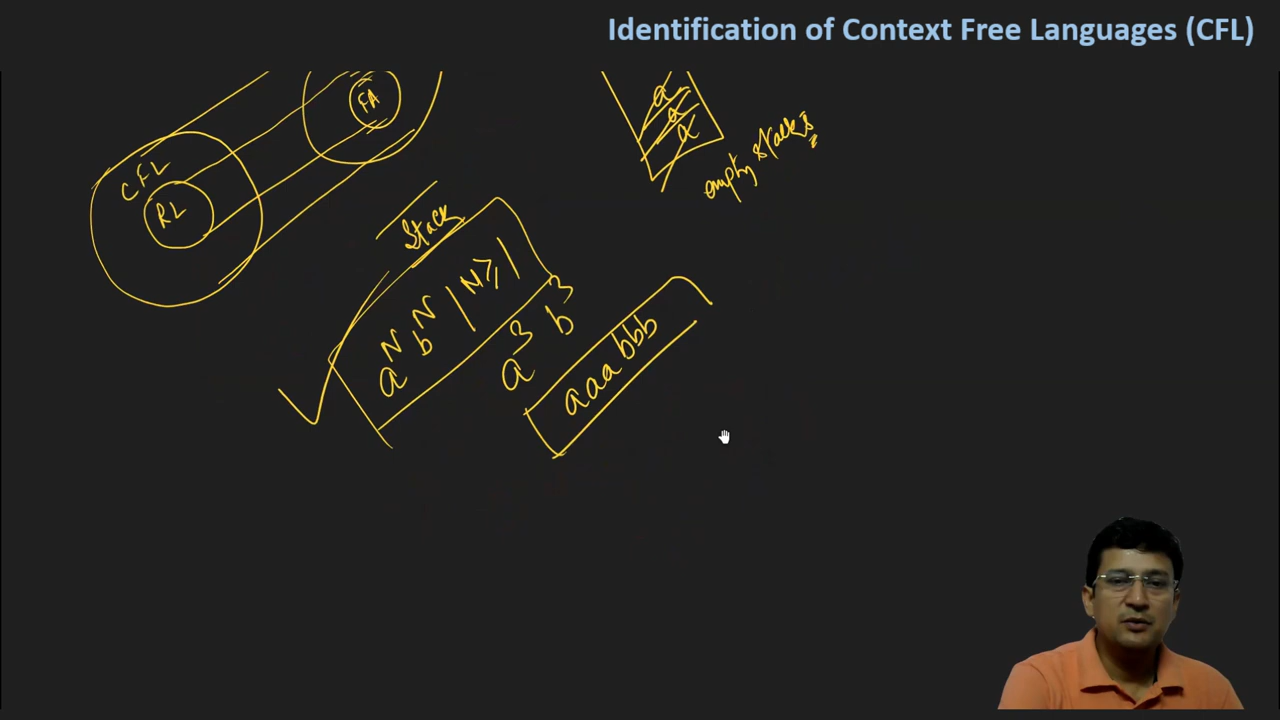 Identification of Context Free Languages (CFL)
FA
CFL
RL
a
a
a
empty stack
Stack
a^N b^N | N ≥ 1
a^3 b^3
aaabbb